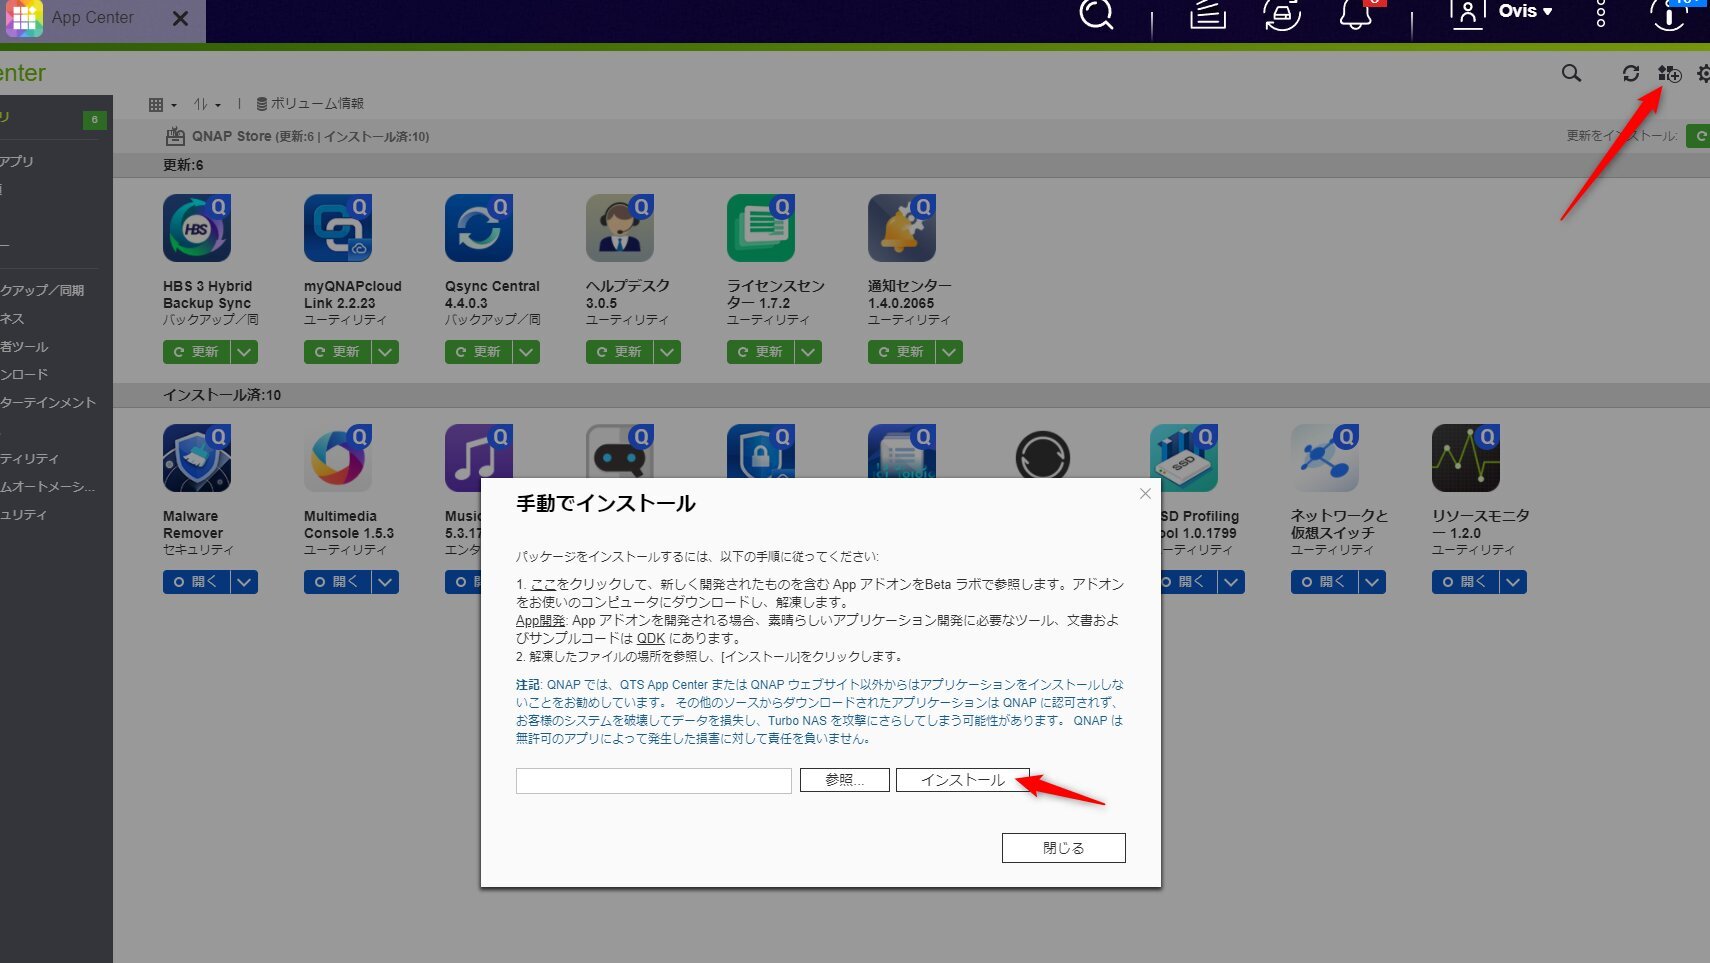 App Center
Ovis
enter
リ
6
アプリ
ボリューム情報
QNAP Store (更新:6 | インストール済:10)
更新をインストール:
更新:6
HBS
HBS 3 Hybrid
Backup Sync
バックアップ／同
更新
myQNAPcloud
Link 2.2.23
ユーティリティ
更新
Qsync Central
4.4.0.3
バックアップ／同
更新
ヘルプデスク
3.0.5
ユーティリティ
更新
ライセンスセン
ター 1.7.2
ユーティリティ
更新
通知センター
1.4.0.2065
ユーティリティ
更新
クアップ／同期
ネス
者ツール
ンロード
ターテインメント
ティリティ
ムオートメーシ...
ュリティ
インストール済:10
Malware
Remover
セキュリティ
開く
Multimedia
Console 1.5.3
ユーティリティ
開く
Music
5.3.17
エンタ
開
SSD
SD Profiling
ool 1.0.1799
ーティリティ
開く
ネットワークと
仮想スイッチ
ユーティリティ
開く
リソースモニタ
ー 1.2.0
ユーティリティ
開く
手動でインストール
パッケージをインストールするには、以下の手順に従ってください:
1. ここをクリックして、新しく開発されたものを含む App アドオンをBeta ラボで参照します。アドオン
をお使いのコンピュータにダウンロードし、解凍します。
App開発: App アドオンを開発される場合、素晴らしいアプリケーション開発に必要なツール、文書およ
びサンプルコードは QDK にあります。
2. 解凍したファイルの場所を参照し、[インストール]をクリックします。
注記: QNAP では、QTS App Center または QNAP ウェブサイト以外からはアプリケーションをインストールしな
いことをお勧めしています。 その他のソースからダウンロードされたアプリケーションは QNAP に認可されず、
お客様のシステムを破壊してデータを損失し、Turbo NAS を攻撃にさらしてしまう可能性があります。 QNAP は
無許可のアプリによって発生した損害に対して責任を負いません。
参照...
インストール
閉じる